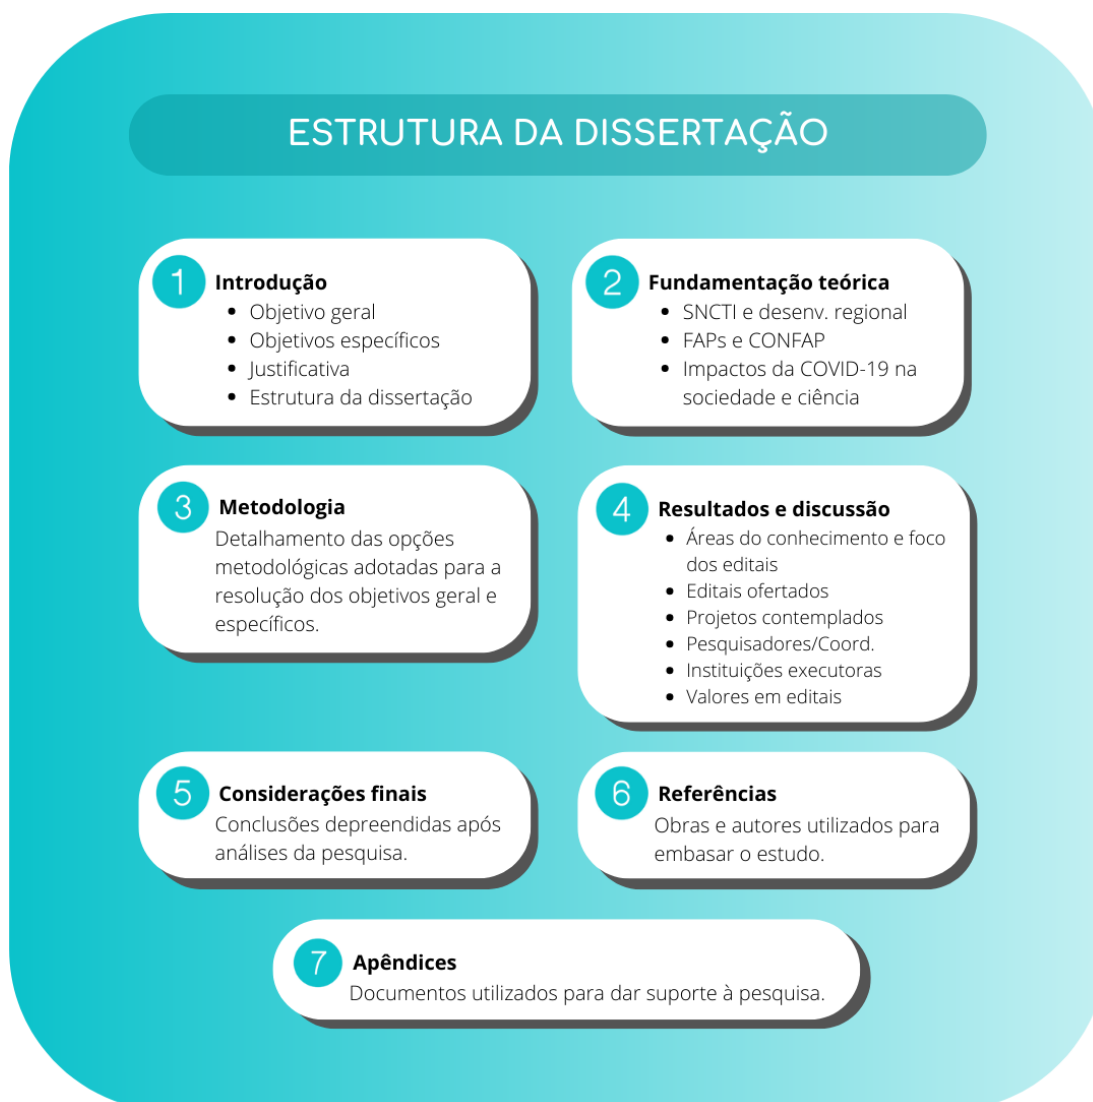 ESTRUTURA DA DISSERTAÇÃO
1 Introdução
• Objetivo geral
• Objetivos específicos
• Justificativa
• Estrutura da dissertação
2 Fundamentação teórica
• SNCTI e desenv. regional
• FAPs e CONFAP
• Impactos da COVID-19 na
sociedade e ciência
3 Metodologia
Detalhamento das opções
metodológicas adotadas para a
resolução dos objetivos geral e
específicos.
4 Resultados e discussão
• Áreas do conhecimento e foco
dos editais
• Editais ofertados
• Projetos contemplados
• Pesquisadores/Coord.
• Instituições executoras
• Valores em editais
5 Considerações finais
Conclusões depreendidas após
análises da pesquisa.
6 Referências
Obras e autores utilizados para
embasar o estudo.
7 Apêndices
Documentos utilizados para dar suporte à pesquisa.